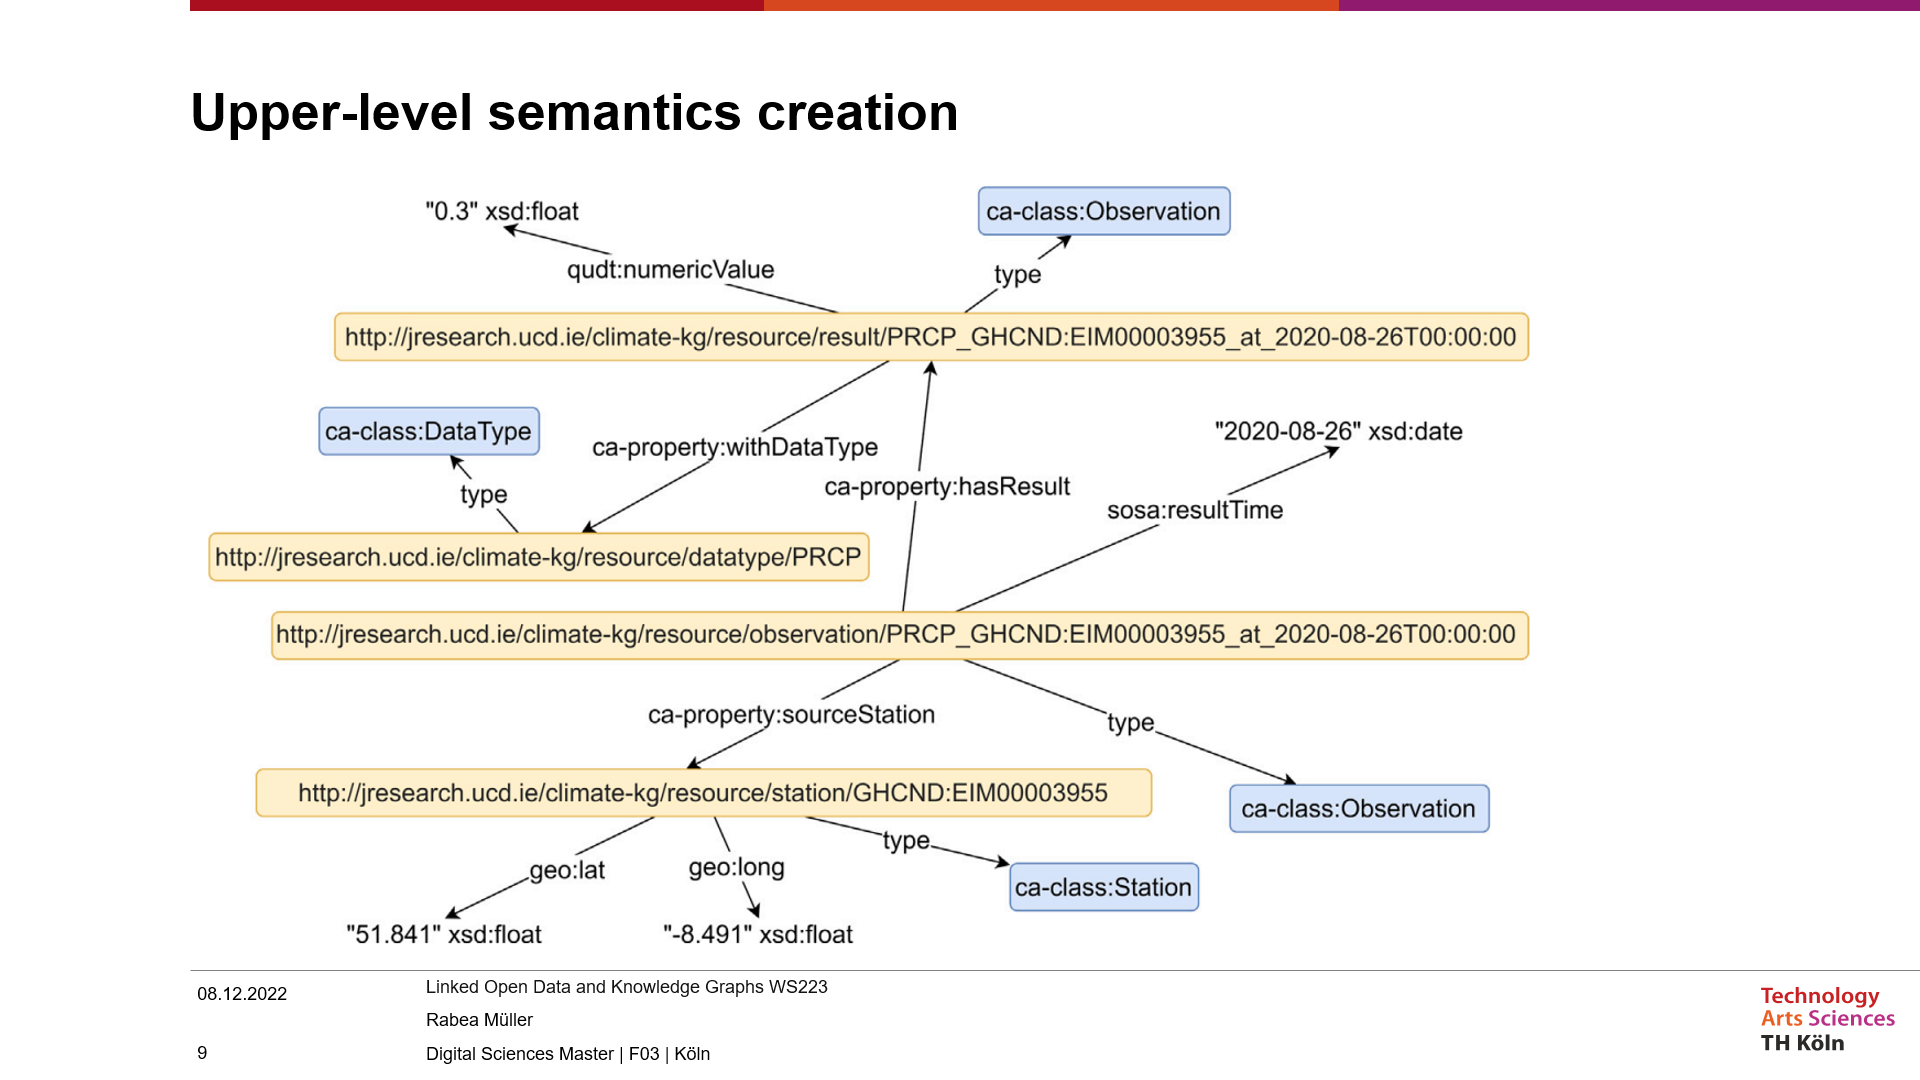 Upper-level semantics creation
"0.3" xsd:float
ca-class:Observation
qudt:numericValue
type
http://jresearch.ucd.ie/climate-kg/resource/result/PRCP_GHCND:EIM00003955_at_2020-08-26T00:00:00
ca-class:DataType
"2020-08-26" xsd:date
ca-property:withDataType
type
ca-property:hasResult
sosa:resultTime
http://jresearch.ucd.ie/climate-kg/resource/datatype/PRCP
http://jresearch.ucd.ie/climate-kg/resource/observation/PRCP_GHCND:EIM00003955_at_2020-08-26T00:00:00
ca-property:sourceStation
type
http://jresearch.ucd.ie/climate-kg/resource/station/GHCND:EIM00003955
ca-class:Observation
type
geo:lat
geo:long
ca-class:Station
"51.841" xsd:float
"-8.491" xsd:float
08.12.2022
Linked Open Data and Knowledge Graphs WS223
Rabea Müller
9
Digital Sciences Master | F03 | Köln
Technology
Arts Sciences
TH Köln